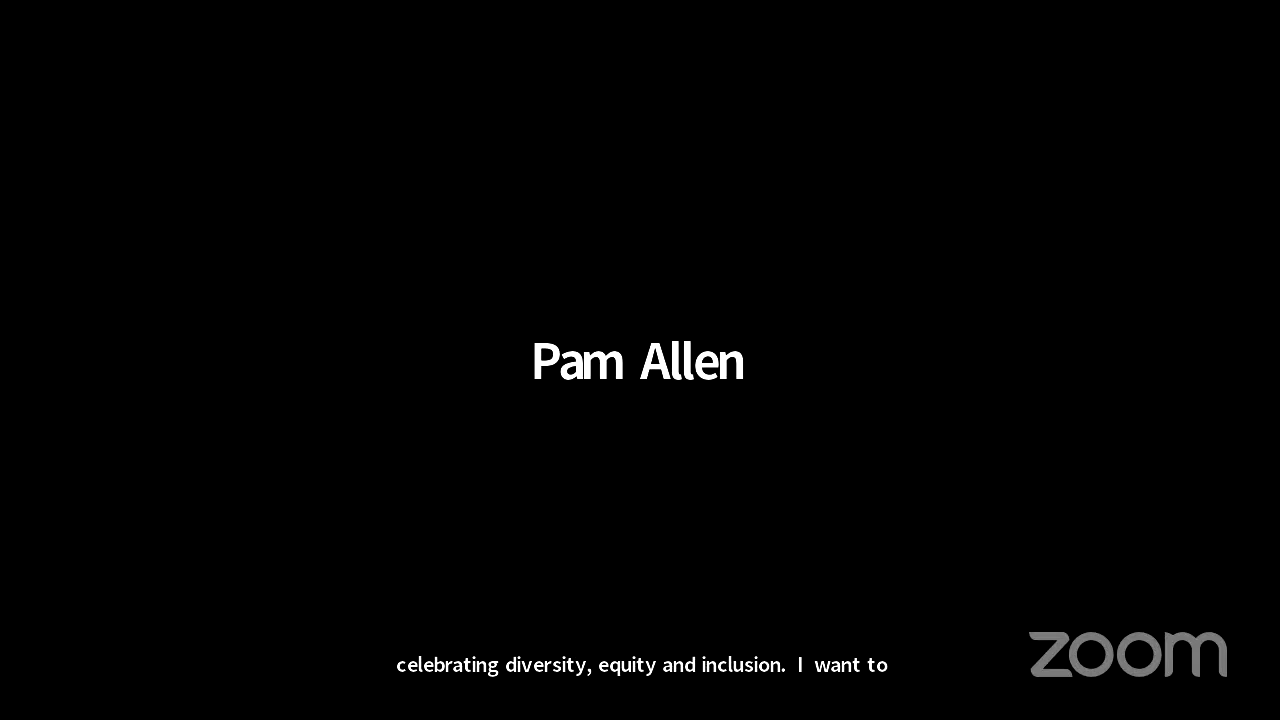 Pam Allen
celebrating diversity, equity and inclusion. I want to
zoom